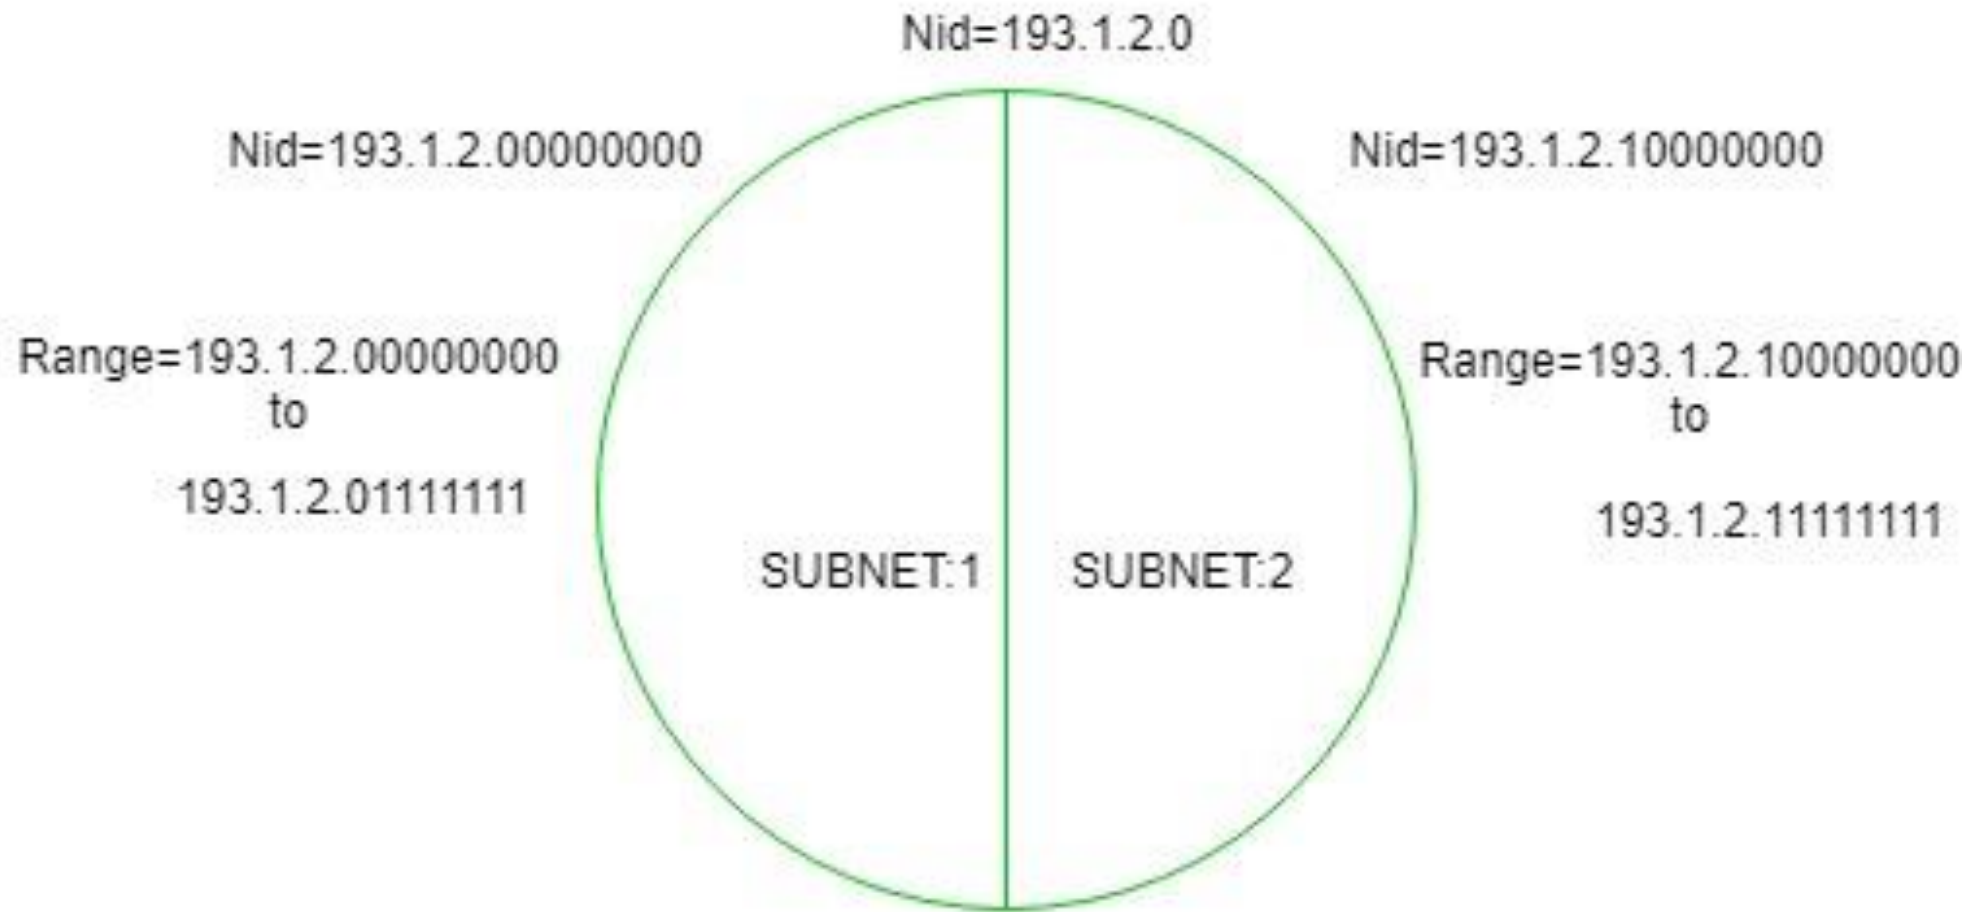 Nid=193.1.2.0
Nid=193.1.2.00000000
Nid=193.1.2.10000000
Range=193.1.2.00000000
to
193.1.2.01111111
Range=193.1.2.10000000
to
193.1.2.11111111
SUBNET:1
SUBNET:2